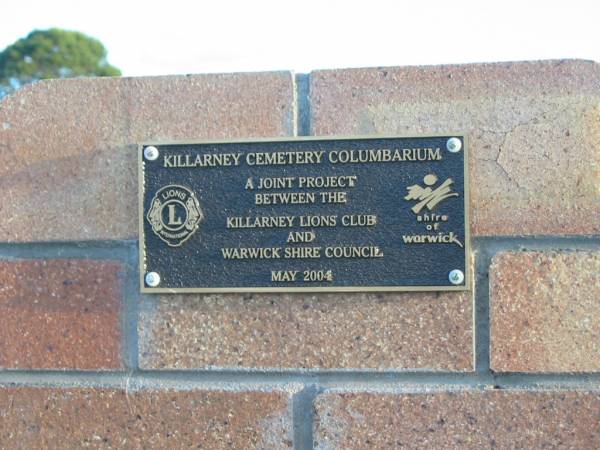 KILLARNEY CEMETERY COLUMBARIUM
A JOINT PROJECT
BETWEEN THE
KILLARNEY LIONS CLUB
AND
WARWICK SHIRE COUNCIL
MAY 2004
LIONS
L
INTERNATIONAL
shire
of
warwick